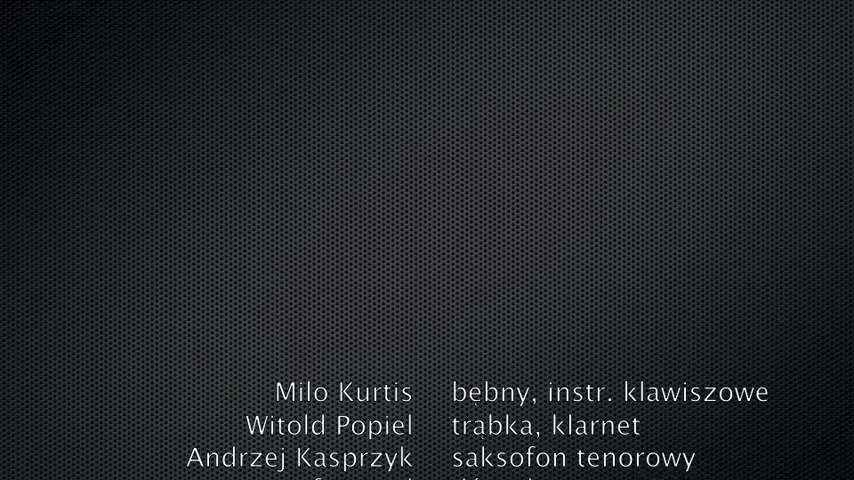 Milo Kurtis bębny, instr. klawiszowe
Witold Popiel trąbka, klarnet
Andrzej Kasprzyk saksofon tenorowy